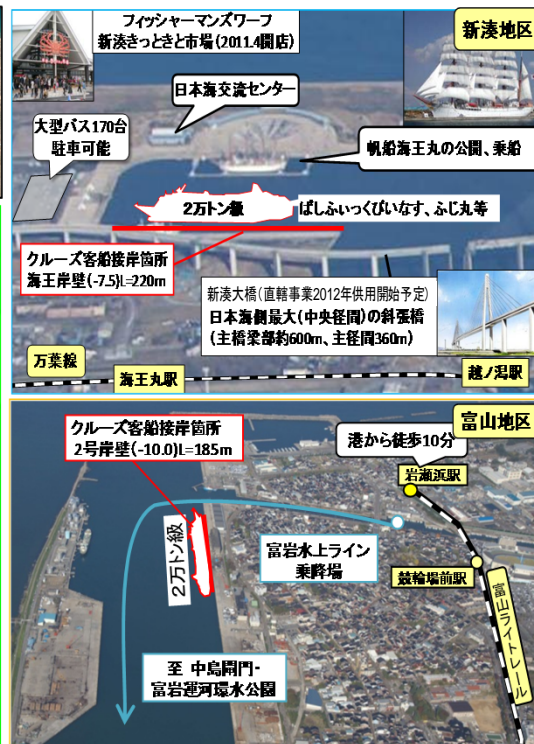 フィッシャーマンズワーフ
新湊きっときと市場(2011.4開店)
新湊地区
日本海交流センター
大型バス170台
駐車可能
帆船海王丸の公開、乗船
2万トン級
ぱしふぃっくびいなす、ふじ丸等
クルーズ客船接岸箇所
海王岸壁(-7.5)L=220m
新湊大橋(直轄事業2012年供用開始予定)
日本海側最大(中央径間)の斜張橋
(主橋梁部約600m、主径間360m)
万葉線
海王丸駅
越ノ潟駅
富山地区
クルーズ客船接岸箇所
2号岸壁(-10.0)L=185m
港から徒歩10分
岩瀬浜駅
2万トン級
富岩水上ライン
乗降場
競輪場前駅
富山ライトレール
至 中島閘門-
富岩運河環水公園